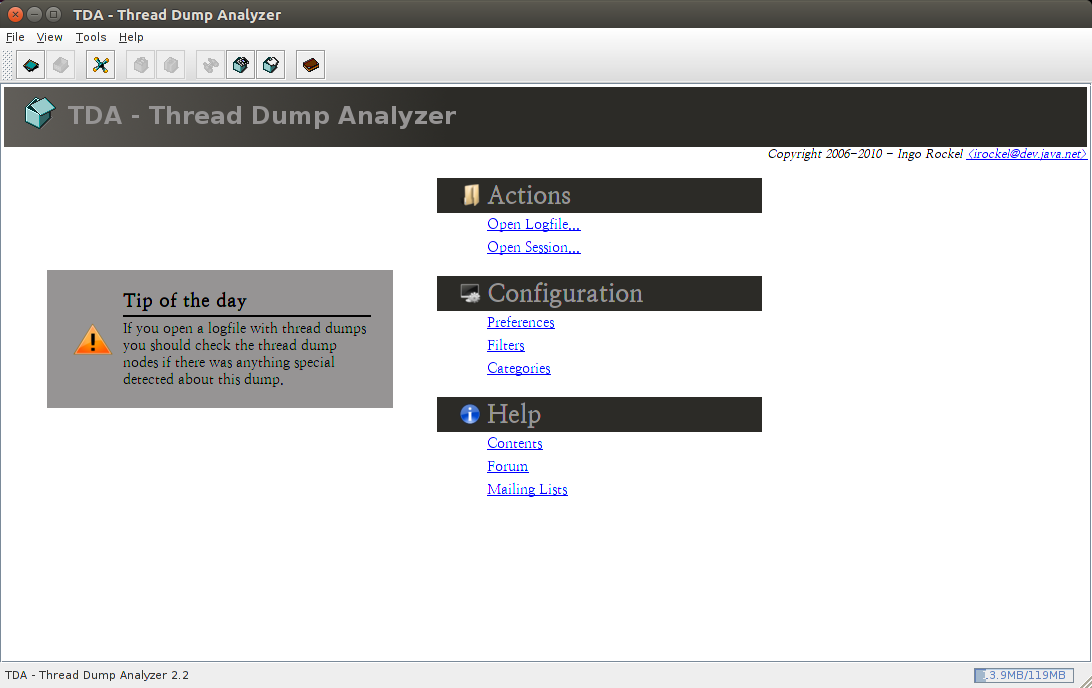 TDA - Thread Dump Analyzer
File View Tools Help
TDA - Thread Dump Analyzer
Copyright 2006-2010 - Ingo Rockel <irockel@dev.java.net>
Actions
Open Logfile...
Open Session...
Tip of the day
If you open a logfile with thread dumps
you should check the thread dump
nodes if there was anything special
detected about this dump.
Configuration
Preferences
Filters
Categories
Help
Contents
Forum
Mailing Lists
TDA - Thread Dump Analyzer 2.2
13.9MB/119MB